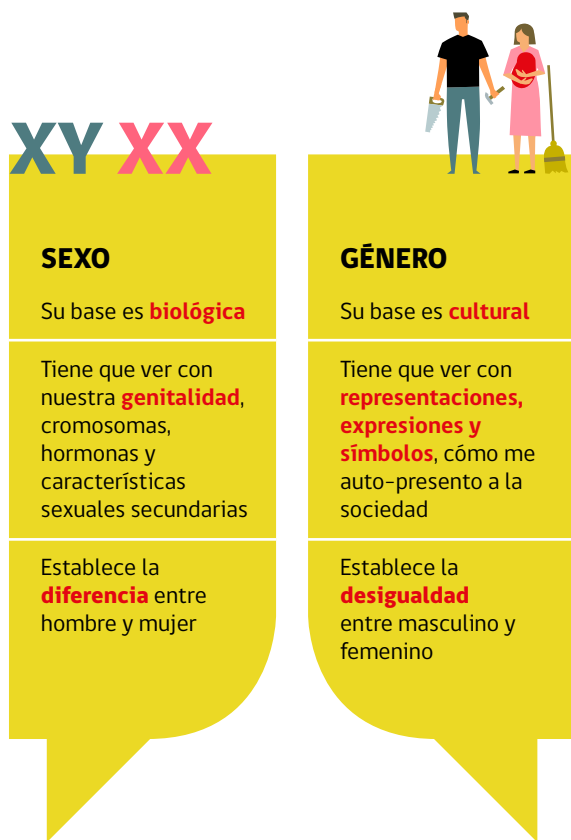 XY XX
SEXO
Su base es biológica
Tiene que ver con
nuestra genitalidad,
cromosomas,
hormonas y
características
sexuales secundarias
Establece la
diferencia entre
hombre y mujer
GÉNERO
Su base es cultural
Tiene que ver con
representaciones,
expresiones y
símbolos, cómo me
auto-presento a la
sociedad
Establece la
desigualdad
entre masculino y
femenino